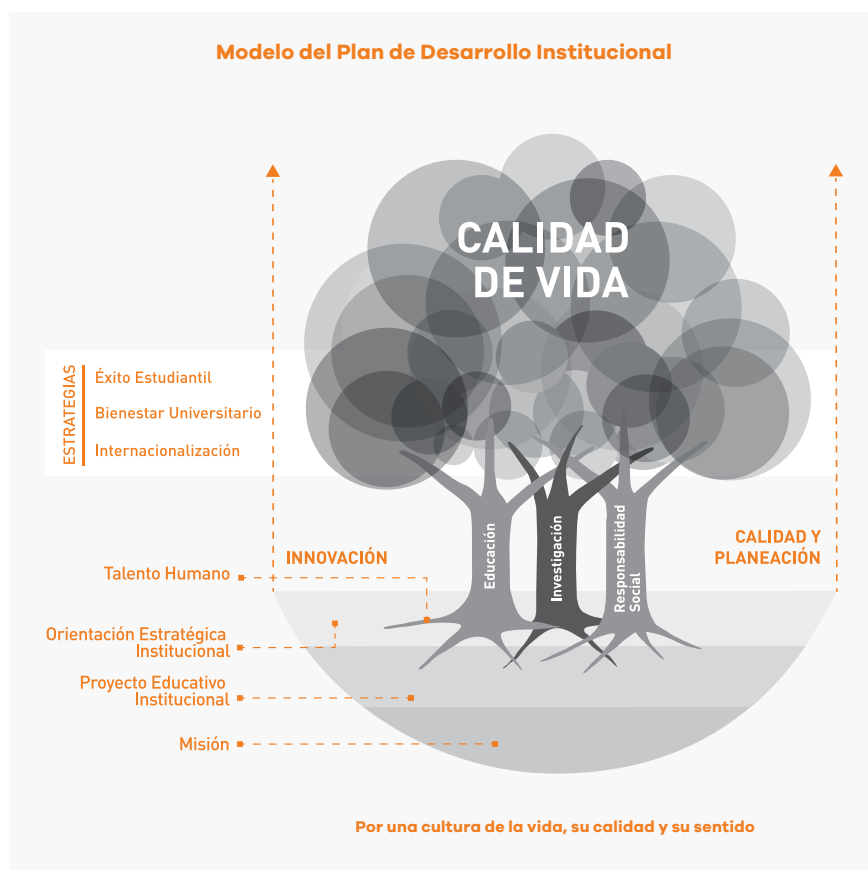 Modelo del Plan de Desarrollo Institucional
CALIDAD
DE VIDA
ESTRATEGIAS
Éxito Estudiantil
Bienestar Universitario
Internacionalización
Educación
Investigación
Responsabilidad
Social
INNOVACIÓN
CALIDAD Y
PLANEACIÓN
Talento Humano
Orientación Estratégica
Institucional
Proyecto Educativo
Institucional
Misión
Por una cultura de la vida, su calidad y su sentido